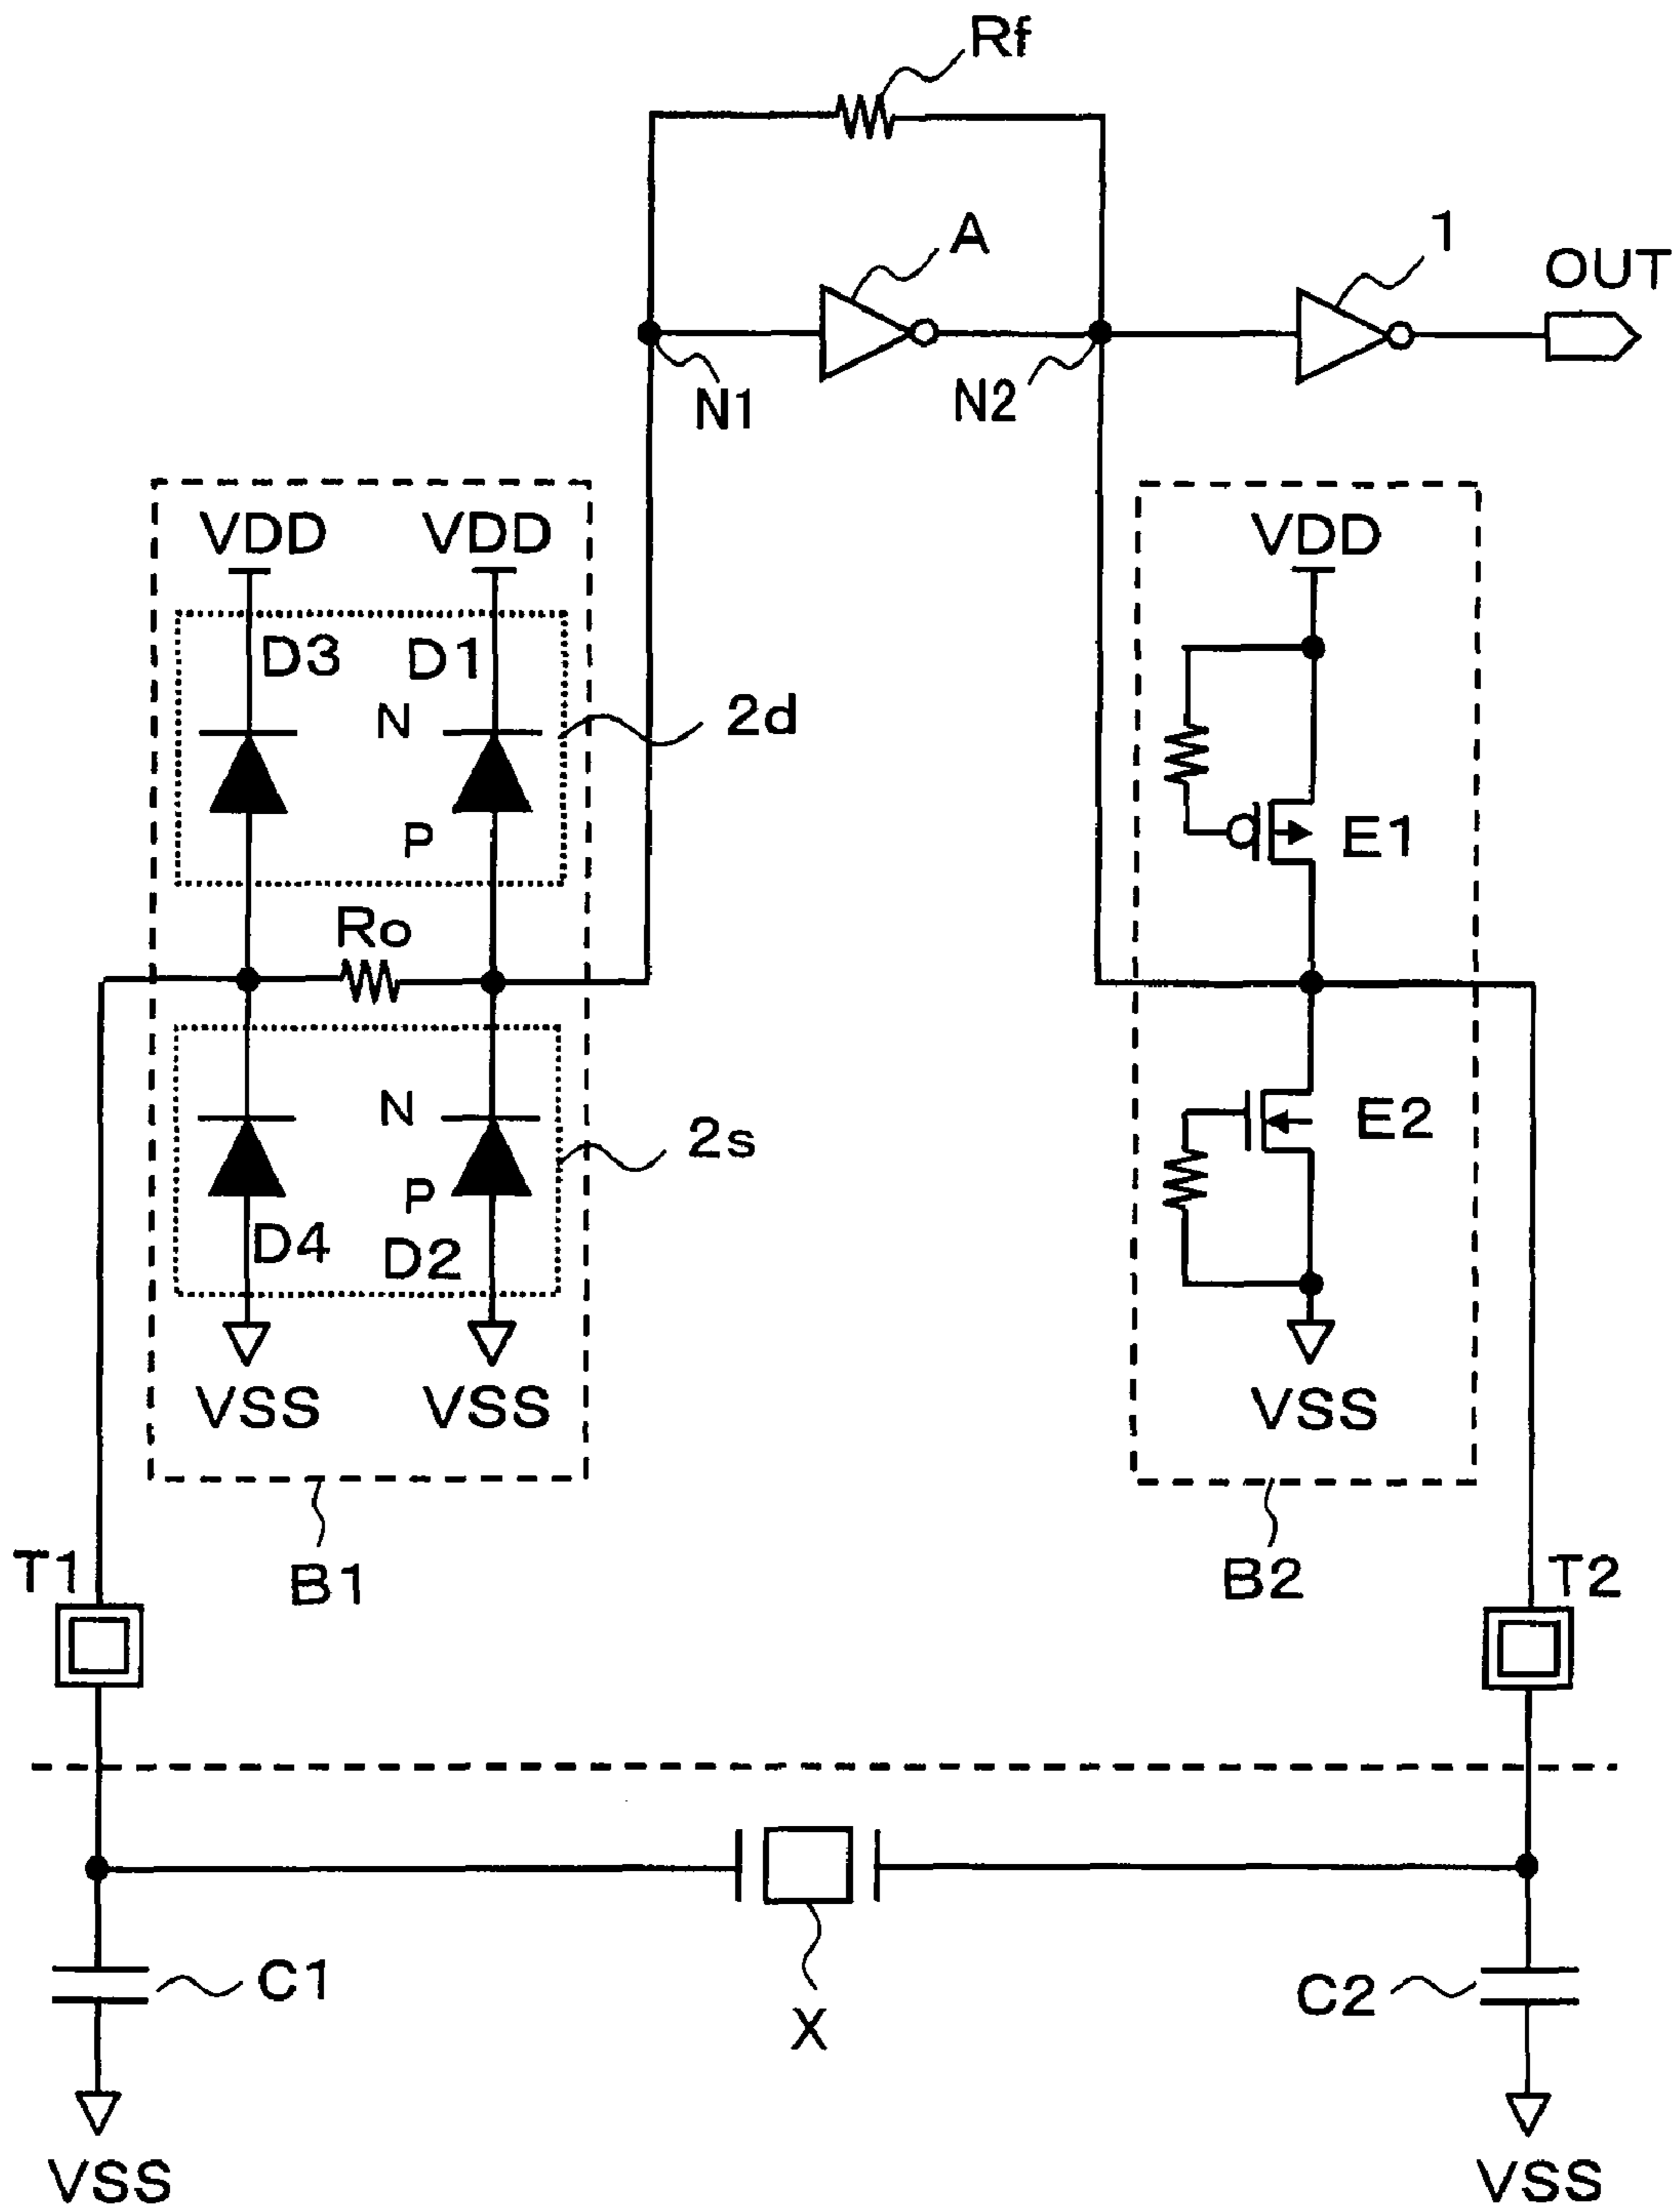 Rf
A
1
OUT
N1
N2
VDD
VDD
VDD
D3
D1
N
2d
P
E1
Ro
N
E2
2s
P
D4
D2
VSS
VSS
VSS
T1
B1
B2
T2
C1
X
C2
VSS
VSS